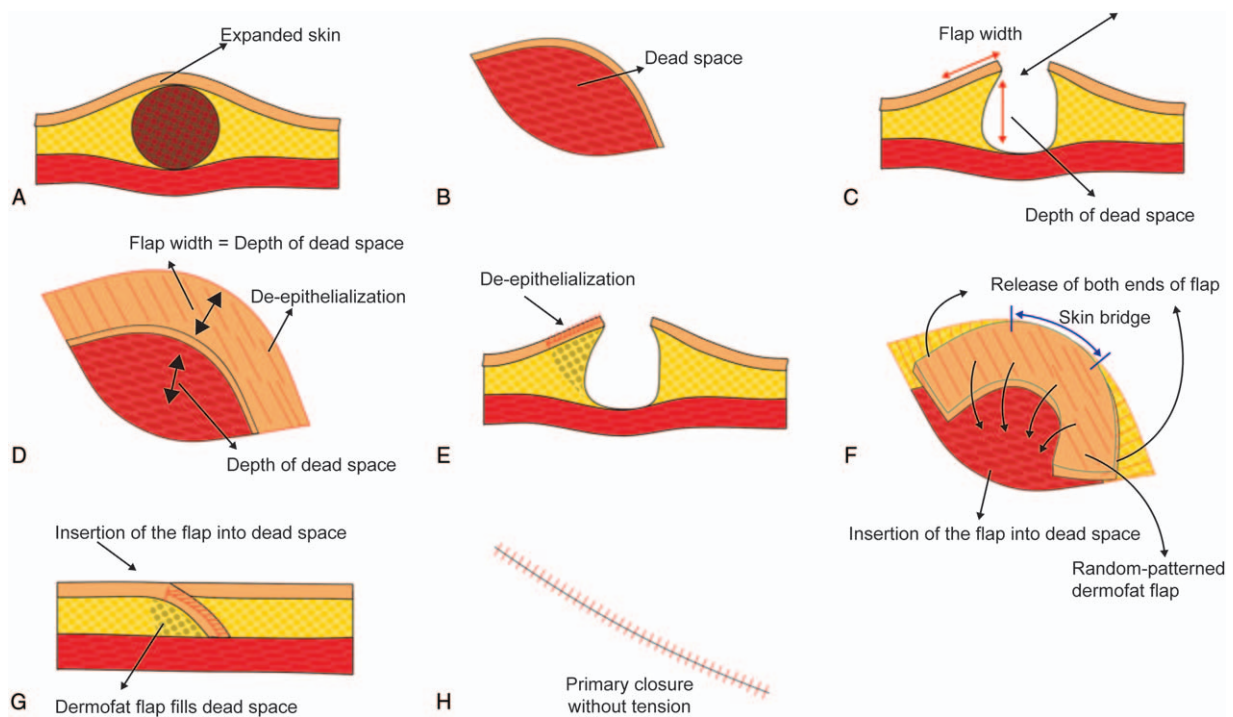 Expanded skin
A
Dead space
B
Flap width
Depth of dead space
C
Flap width = Depth of dead space
De-epithelialization
Depth of dead space
D
De-epithelialization
E
Release of both ends of flap
Skin bridge
F
Insertion of the flap into dead space
Random-patterned
dermofat flap
Insertion of the flap into dead space
G
Dermofat flap fills dead space
H
Primary closure
without tension